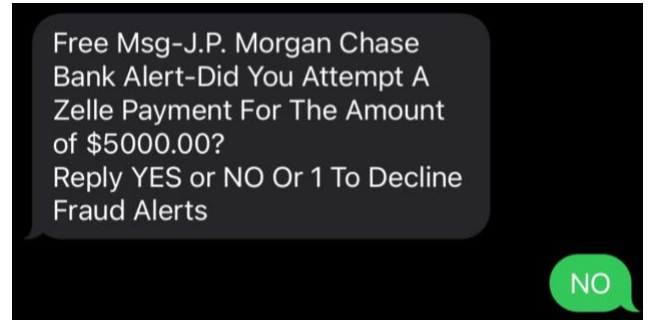 Free Msg-J.P. Morgan Chase
Bank Alert-Did You Attempt A
Zelle Payment For The Amount
of $5000.00?
Reply YES or NO Or 1 To Decline
Fraud Alerts
NO